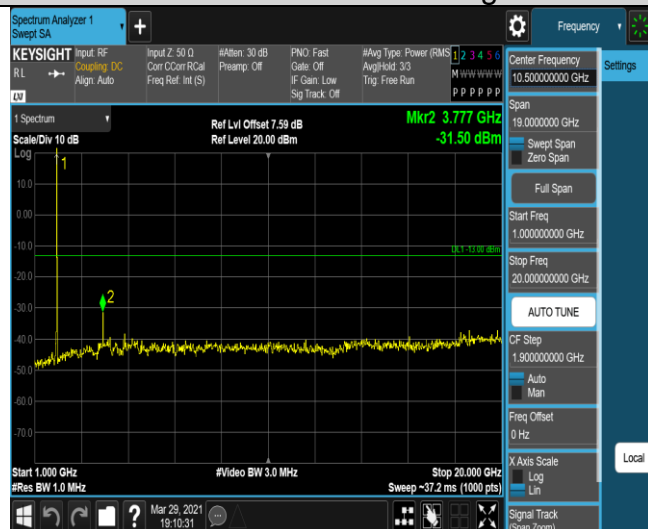 Spectrum Analyzer 1
Swept SA
+
Frequency
KEYSIGHT
RL
LXI
Input: RF
Coupling: DC
Align: Auto
Input Z: 50 Ω
Corr CCorr RCal
Freq Ref: Int (S)
#Atten: 30 dB
Preamp: Off
PNO: Fast
Gate: Off
IF Gain: Low
Sig Track: Off
#Avg Type: Power (RMS
Avg|Hold: 3/3
Trig: Free Run
1 2 3 4 5 6
M W W W W W
P P P P P P
1 Spectrum
Scale/Div 10 dB
Ref Lvl Offset 7.59 dB
Ref Level 20.00 dBm
Mkr2 3.777 GHz
-31.50 dBm
Log
1
10.0
0.00
-10.0
DL1 -13.00 dBm
-20.0
2
-30.0
-40.0
-50.0
-60.0
-70.0
Start 1.000 GHz
#Res BW 1.0 MHz
#Video BW 3.0 MHz
Stop 20.000 GHz
Sweep ~37.2 ms (1000 pts)
?
Mar 29, 2021
19:10:31
Center Frequency
10.500000000 GHz
Span
19.0000000 GHz
Swept Span
Zero Span
Full Span
Start Freq
1.000000000 GHz
Stop Freq
20.000000000 GHz
AUTO TUNE
CF Step
1.900000000 GHz
Auto
Man
Freq Offset
0 Hz
X Axis Scale
Log
Lin
Signal Track
(Span Zoom)
Settings
Local